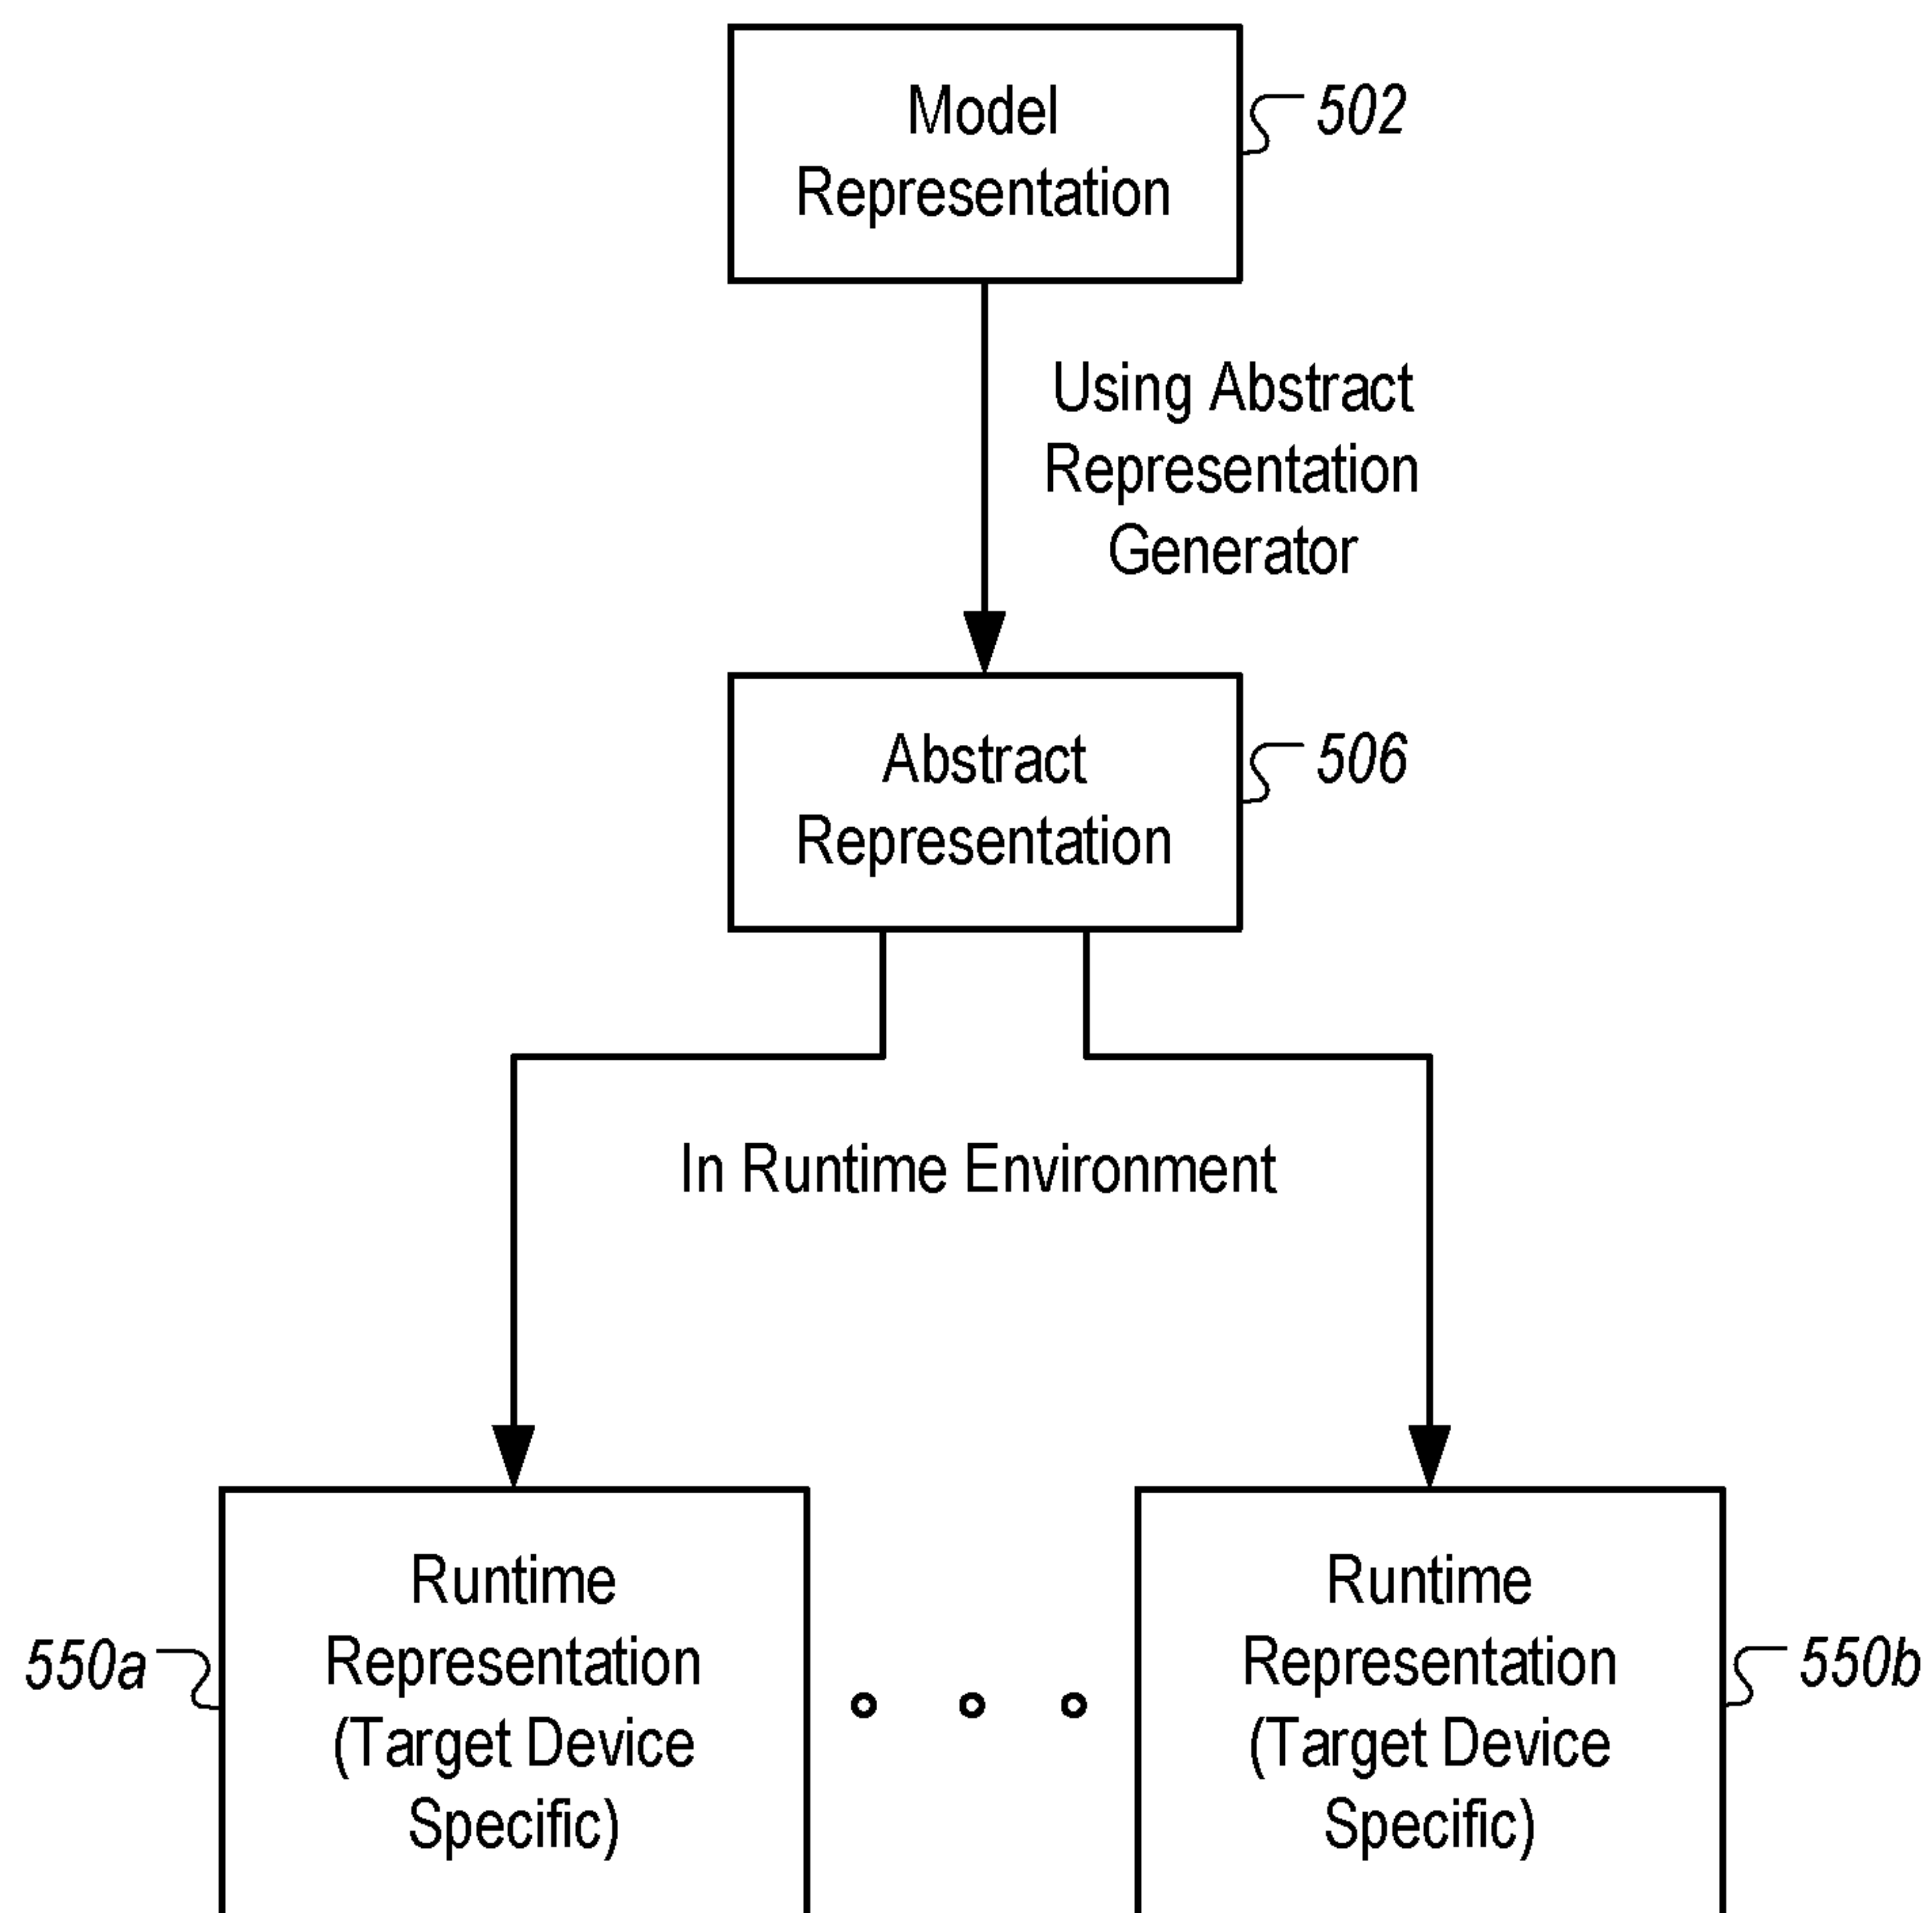 Model
Representation
502
Using Abstract
Representation
Generator
Abstract
Representation
506
In Runtime Environment
550a
Runtime
Representation
(Target Device
Specific)
Runtime
Representation
(Target Device
Specific)
550b